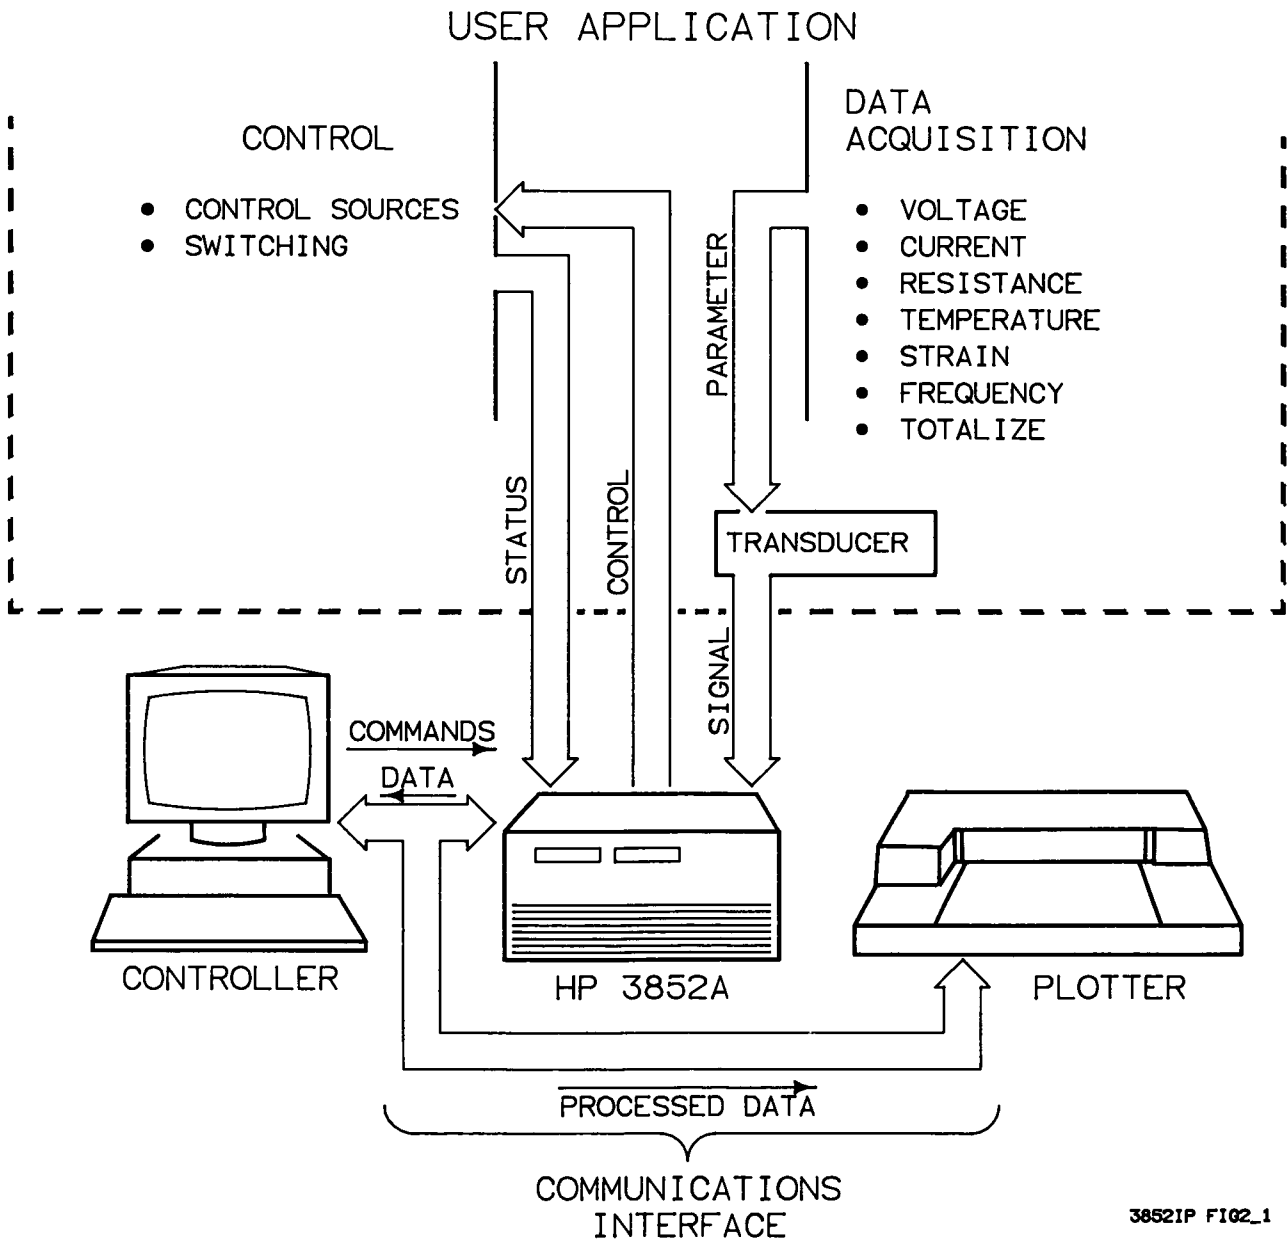 USER APPLICATION
CONTROL
• CONTROL SOURCES
• SWITCHING
DATA
ACQUISITION
• VOLTAGE
• CURRENT
• RESISTANCE
• TEMPERATURE
• STRAIN
• FREQUENCY
• TOTALIZE
PARAMETER
STATUS
CONTROL
TRANSDUCER
SIGNAL
COMMANDS
DATA
CONTROLLER
HP 3852A
PLOTTER
PROCESSED DATA
COMMUNICATIONS
INTERFACE
3852IP FIG2_1